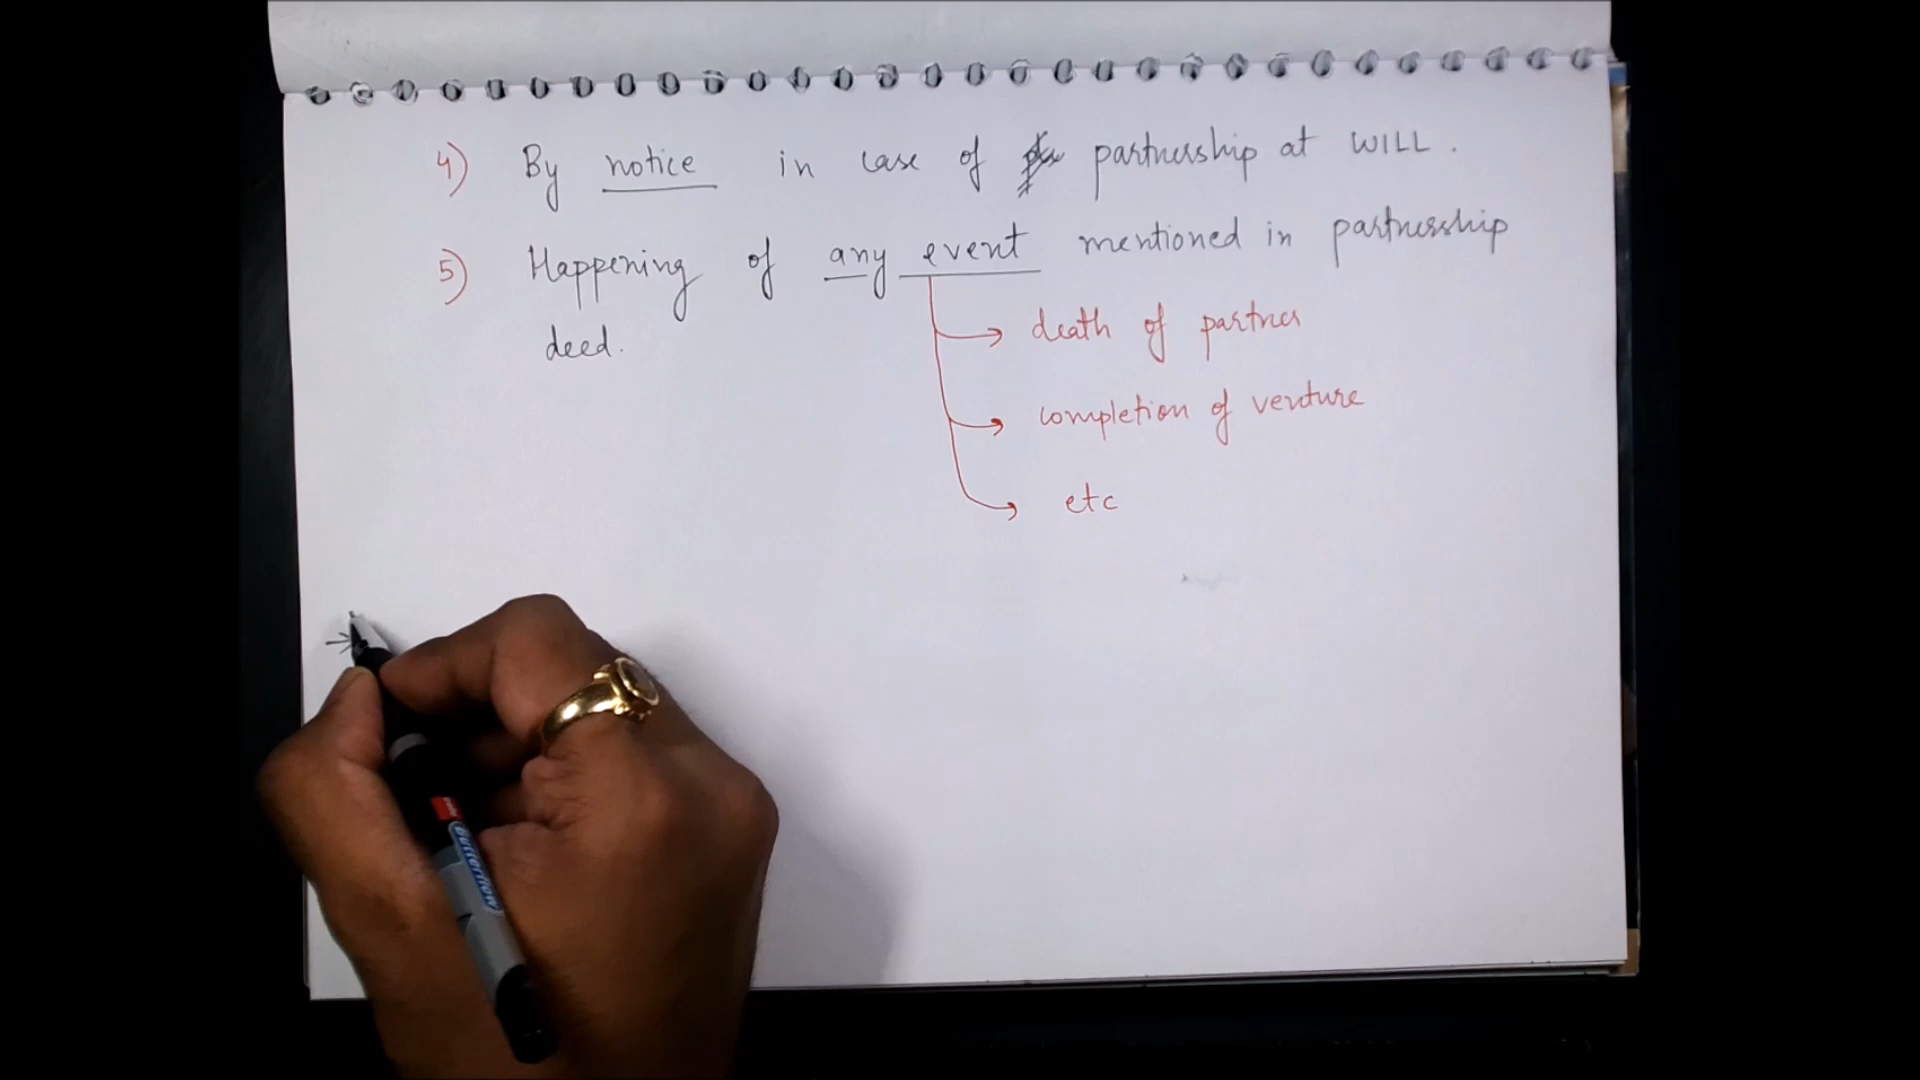 4) By notice in case of partnership at WILL.
5) Happening of any event mentioned in partnership
deed.
death of partner
completion of venture
etc
Butterflow